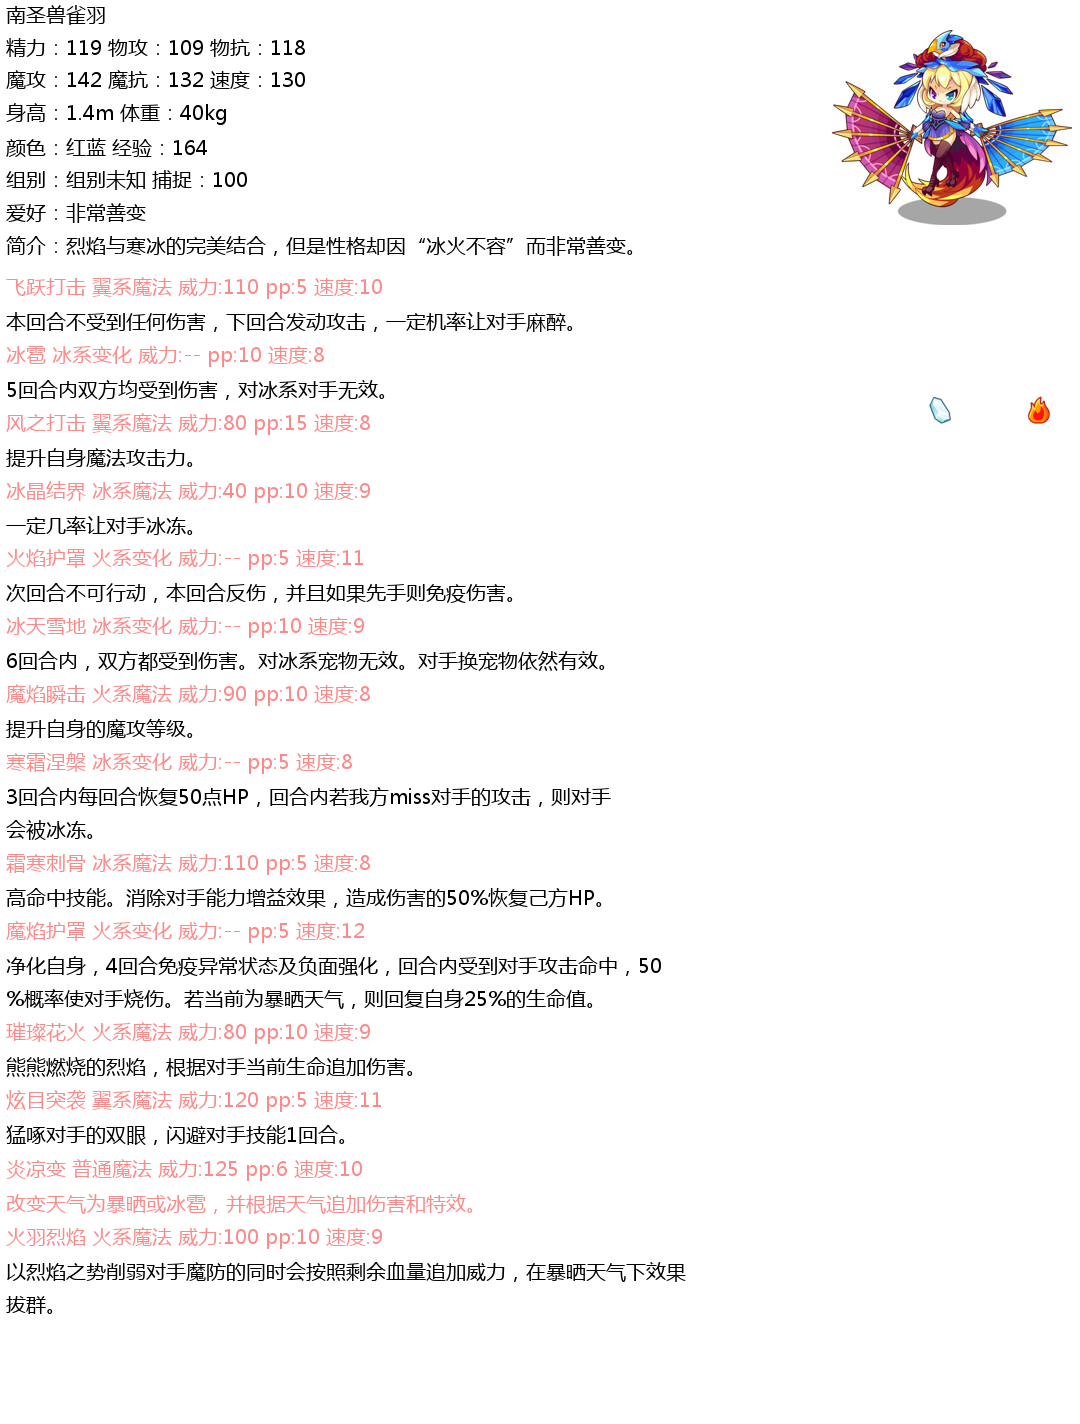 南圣兽雀羽
精力：119 物攻：109 物抗：118
魔攻：142 魔抗：132 速度：130
身高：1.4m 体重：40kg
颜色：红蓝 经验：164
组别：组别未知 捕捉：100
爱好：非常善变
简介：烈焰与寒冰的完美结合，但是性格却因“冰火不容”而非常善变。
飞跃打击 翼系魔法 威力:110 pp:5 速度:10
本回合不受到任何伤害，下回合发动攻击，一定机率让对手麻醉。
冰雹 冰系变化 威力:-- pp:10 速度:8
5回合内双方均受到伤害，对冰系对手无效。
风之打击 翼系魔法 威力:80 pp:15 速度:8
提升自身魔法攻击力。
冰晶结界 冰系魔法 威力:40 pp:10 速度:9
一定几率让对手冰冻。
火焰护罩 火系变化 威力:-- pp:5 速度:11
次回合不可行动，本回合反伤，并且如果先手则免疫伤害。
冰天雪地 冰系变化 威力:-- pp:10 速度:9
6回合内，双方都受到伤害。对冰系宠物无效。对手换宠物依然有效。
魔焰瞬击 火系魔法 威力:90 pp:10 速度:8
提升自身的魔攻等级。
寒霜涅槃 冰系变化 威力:-- pp:5 速度:8
3回合内每回合恢复50点HP，回合内若我方miss对手的攻击，则对手
会被冰冻。
霜寒刺骨 冰系魔法 威力:110 pp:5 速度:8
高命中技能。消除对手能力增益效果，造成伤害的50%恢复己方HP。
魔焰护罩 火系变化 威力:-- pp:5 速度:12
净化自身，4回合免疫异常状态及负面强化，回合内受到对手攻击命中，50
%概率使对手烧伤。若当前为暴晒天气，则回复自身25%的生命值。
璀璨花火 火系魔法 威力:80 pp:10 速度:9
熊熊燃烧的烈焰，根据对手当前生命追加伤害。
炫目突袭 翼系魔法 威力:120 pp:5 速度:11
猛啄对手的双眼，闪避对手技能1回合。
炎凉变 普通魔法 威力:125 pp:6 速度:10
改变天气为暴晒或冰雹，并根据天气追加伤害和特效。
火羽烈焰 火系魔法 威力:100 pp:10 速度:9
以烈焰之势削弱对手魔防的同时会按照剩余血量追加威力，在暴晒天气下效果
拔群。